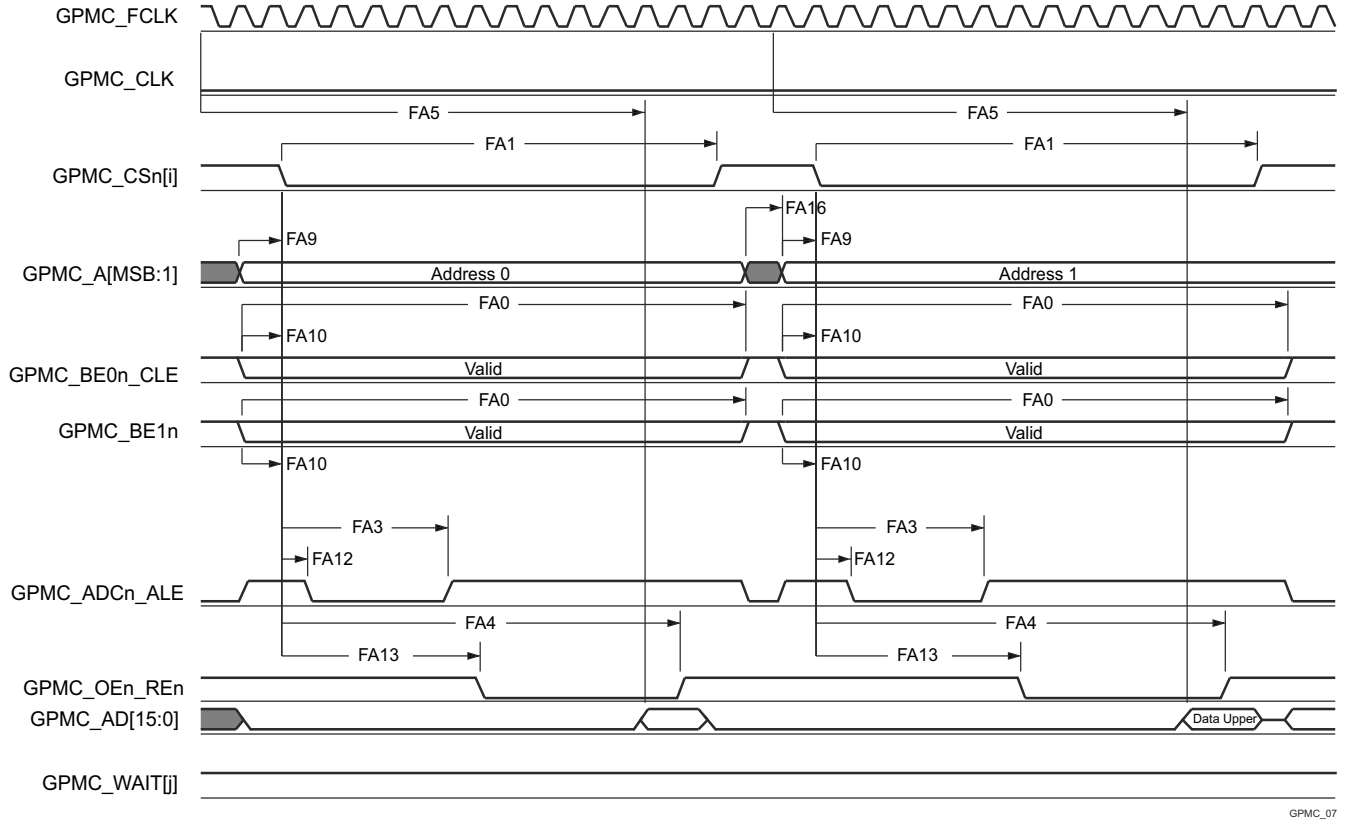 GPMC_FCLK
GPMC_CLK
FA5 FA5
FA1 FA1
GPMC_CSn[i]
FA16
FA9 FA9
GPMC_A[MSB:1] Address 0 Address 1
FA0 FA0
FA10 FA10
GPMC_BE0n_CLE Valid Valid
FA0 FA0
GPMC_BE1n Valid Valid
FA10 FA10
FA3 FA3
FA12 FA12
GPMC_ADCn_ALE
FA4 FA4
FA13 FA13
GPMC_OEn_REn
GPMC_AD[15:0] Data Upper
GPMC_WAIT[j]
GPMC_07